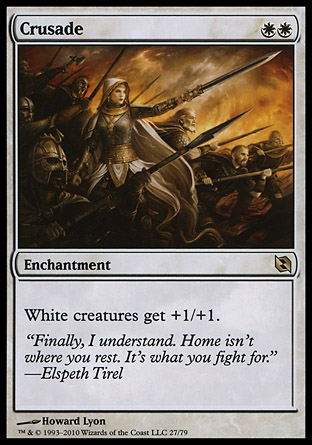 Crusade
Enchantment
White creatures get +1/+1.
“Finally, I understand. Home isn’t
where you rest. It’s what you fight for.”
—Elspeth Tirel
Howard Lyon
™ & © 1993–2010 Wizards of the Coast LLC 27/79